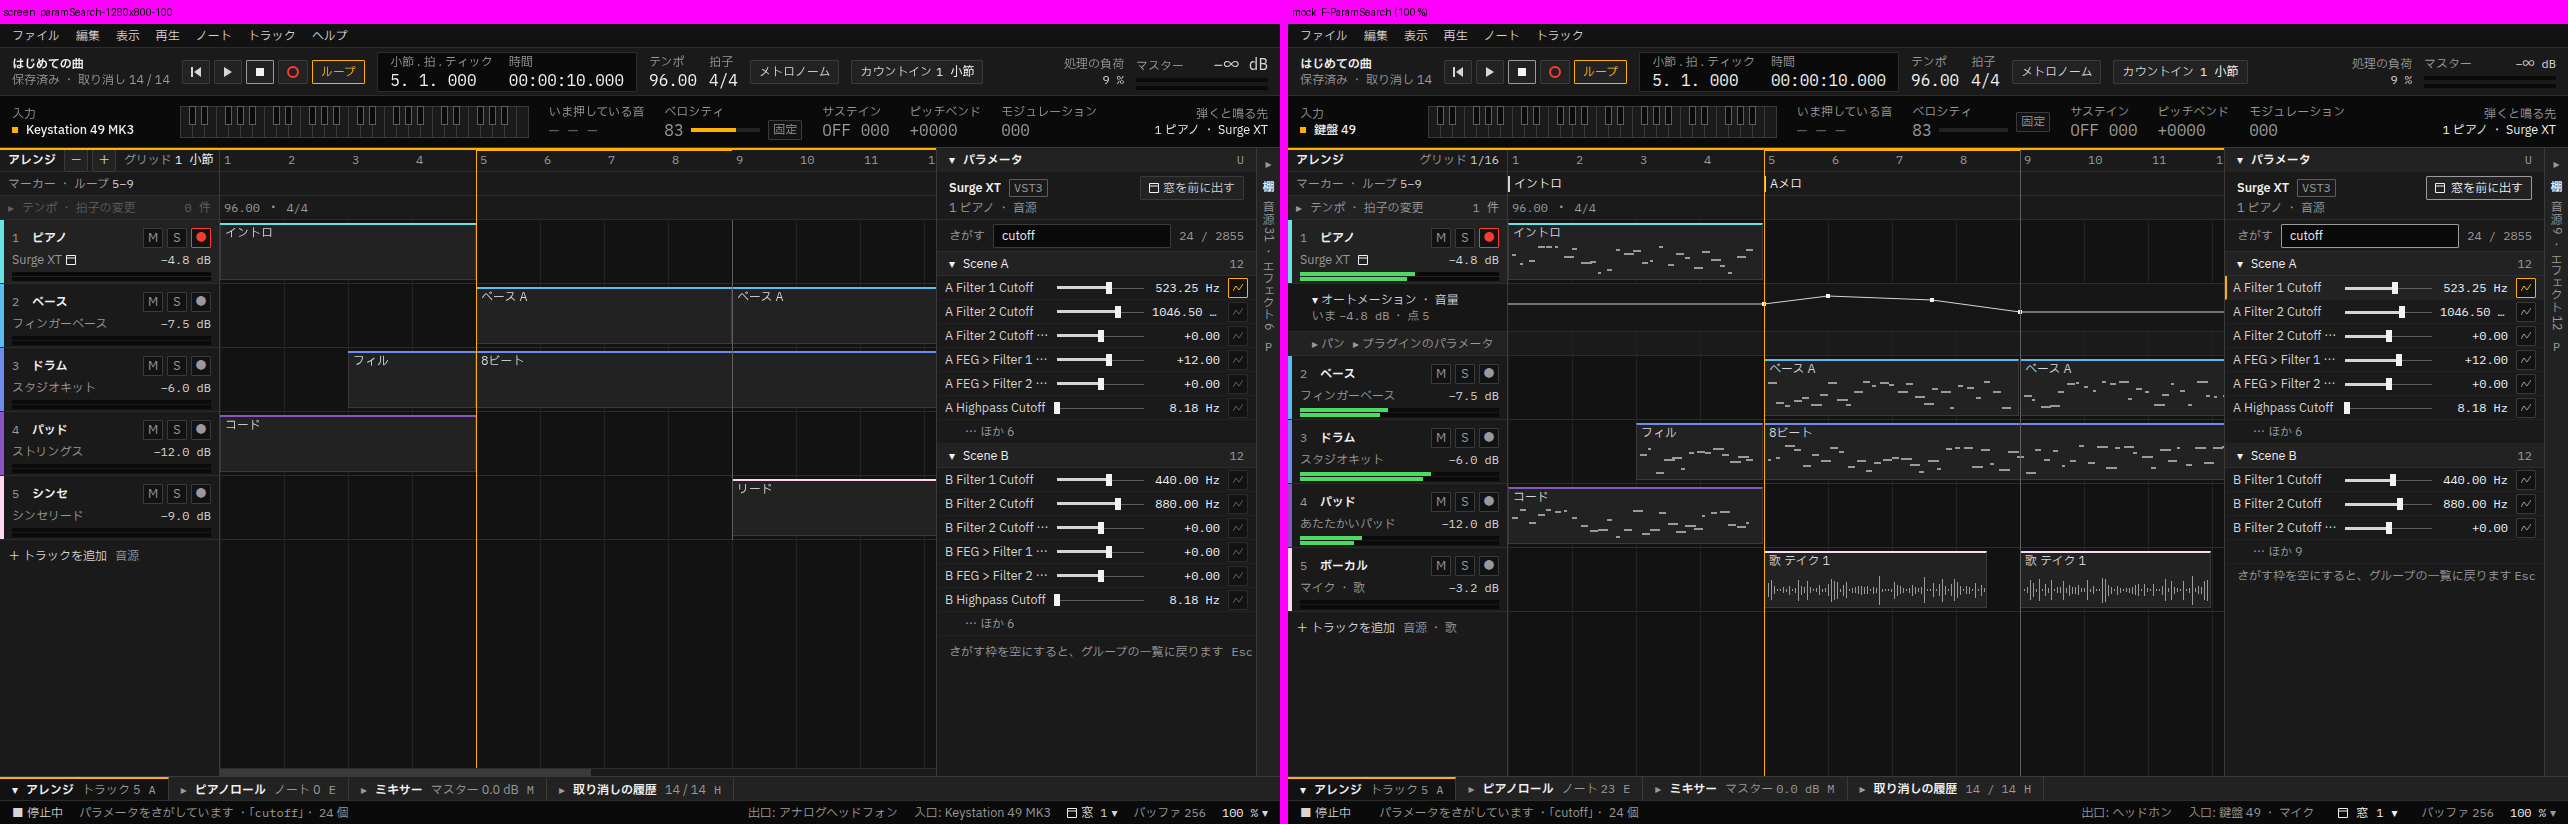 screen paramSearch-1280x800-100
ファイル 編集 表示 再生 ノート トラック ヘルプ
はじめての曲
保存済み ・ 取り消し 14 / 14
ループ
小節 . 拍 . ティック 時間
5. 1. 000 00:00:10.000
テンポ 拍子
96.00 4/4
メトロノーム
カウントイン 1 小節
処理の負荷
9 %
マスター −∞ dB
入力
Keystation 49 MK3
いま押している音
— — —
ベロシティ
83 固定
サステイン ピッチベンド モジュレーション
OFF 000 +0000 000
弾くと鳴る先
1 ピアノ ・ Surge XT
アレンジ − + グリッド 1 小節
1 2 3 4 5 6 7 8 9 10 11 1
マーカー ・ ループ 5–9
▸ テンポ ・ 拍子の変更 0 件
96.00 ・ 4/4
1 ピアノ M S
Surge XT −4.8 dB
イントロ
2 ベース M S
フィンガーベース −7.5 dB
ベース A ベース A
3 ドラム M S
スタジオキット −6.0 dB
フィル 8ビート
4 パッド M S
ストリングス −12.0 dB
コード
5 シンセ M S
シンセリード −9.0 dB
リード
+ トラックを追加 音源
▾ パラメータ U
Surge XT VST3 窓を前に出す
1 ピアノ ・ 音源
さがす cutoff 24 / 2855
▾ Scene A 12
A Filter 1 Cutoff 523.25 Hz
A Filter 2 Cutoff 1046.50 …
A Filter 2 Cutoff … +0.00
A FEG > Filter 1 … +12.00
A FEG > Filter 2 … +0.00
A Highpass Cutoff 8.18 Hz
… ほか 6
▾ Scene B 12
B Filter 1 Cutoff 440.00 Hz
B Filter 2 Cutoff 880.00 Hz
B Filter 2 Cutoff … +0.00
B FEG > Filter 1 … +0.00
B FEG > Filter 2 … +0.00
B Highpass Cutoff 8.18 Hz
… ほか 6
さがす枠を空にすると、グループの一覧に戻ります Esc
▸ 棚 音源31 ・ エフェクト6 P
▾ アレンジ トラック 5 A
▸ ピアノロール ノート 0 E
▸ ミキサー マスター 0.0 dB M
▸ 取り消しの履歴 14 / 14 H
■ 停止中 パラメータをさがしています ・「cutoff」・ 24 個
出口: アナログヘッドフォン 入口: Keystation 49 MK3 窓 1 ▾ バッファ 256 100 % ▾
mock F-ParamSearch (100 %)
ファイル 編集 表示 再生 ノート トラック
はじめての曲
保存済み ・ 取り消し 14
ループ
小節 . 拍 . ティック 時間
5. 1. 000 00:00:10.000
テンポ 拍子
96.00 4/4
メトロノーム
カウントイン 1 小節
処理の負荷
9 %
マスター −∞ dB
入力
鍵盤 49
いま押している音
— — —
ベロシティ
83 固定
サステイン ピッチベンド モジュレーション
OFF 000 +0000 000
弾くと鳴る先
1 ピアノ ・ Surge XT
アレンジ グリッド 1/16
1 2 3 4 5 6 7 8 9 10 11 1
マーカー ・ ループ 5–9
イントロ Aメロ
▸ テンポ ・ 拍子の変更 1 件
96.00 ・ 4/4
1 ピアノ M S
Surge XT −4.8 dB
イントロ
▾ オートメーション ・ 音量
いま −4.8 dB ・ 点 5
▸ パン ▸ プラグインのパラメータ
2 ベース M S
フィンガーベース −7.5 dB
ベース A ベース A
3 ドラム M S
スタジオキット −6.0 dB
フィル 8ビート
4 パッド M S
あたたかいパッド −12.0 dB
コード
5 ボーカル M S
マイク ・ 歌 −3.2 dB
歌 テイク 1 歌 テイク 1
+ トラックを追加 音源 ・ 歌
▾ パラメータ U
Surge XT VST3 窓を前に出す
1 ピアノ ・ 音源
さがす cutoff 24 / 2855
▾ Scene A 12
A Filter 1 Cutoff 523.25 Hz
A Filter 2 Cutoff 1046.50 …
A Filter 2 Cutoff … +0.00
A FEG > Filter 1 … +12.00
A FEG > Filter 2 … +0.00
A Highpass Cutoff 8.18 Hz
… ほか 6
▾ Scene B 12
B Filter 1 Cutoff 440.00 Hz
B Filter 2 Cutoff 880.00 Hz
B Filter 2 Cutoff … +0.00
… ほか 9
さがす枠を空にすると、グループの一覧に戻ります Esc
▸ 棚 音源9 ・ エフェクト12 P
▾ アレンジ トラック 5 A
▸ ピアノロール ノート 23 E
▸ ミキサー マスター 0.0 dB M
▸ 取り消しの履歴 14 / 14 H
■ 停止中 パラメータをさがしています ・「cutoff」・ 24 個
出口: ヘッドホン 入口: 鍵盤 49 ・ マイク 窓 1 ▾ バッファ 256 100 % ▾